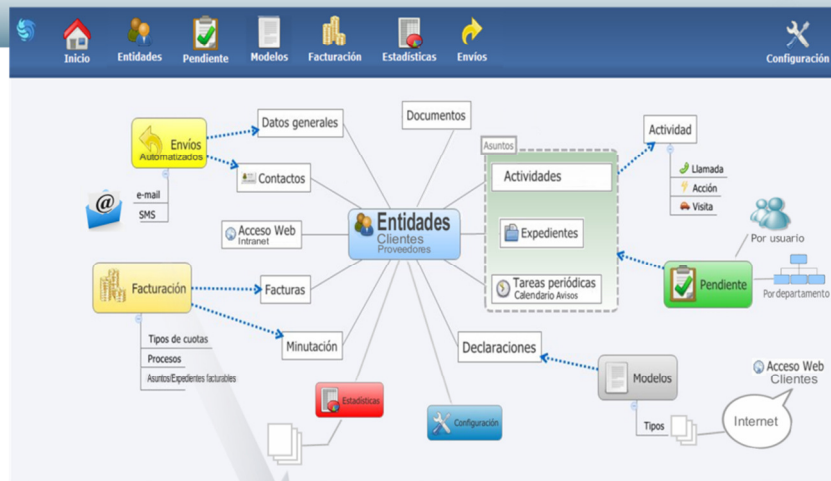 Inicio
Entidades
Pendiente
Modelos
Facturación
Estadísticas
Envíos
Configuración
Envíos
Automatizados
e-mail
SMS
Datos generales
Contactos
Acceso Web
Intranet
Documentos
Entidades
Clientes
Proveedores
Asuntos
Actividades
Expedientes
Tareas periódicas
Calendario Avisos
Actividad
Llamada
Acción
Visita
Por usuario
Pendiente
Por departamento
Facturación
Tipos de cuotas
Procesos
Asuntos/Expedientes facturables
Facturas
Minutación
Estadísticas
Configuración
Declaraciones
Modelos
Tipos
Acceso Web
Clientes
Internet